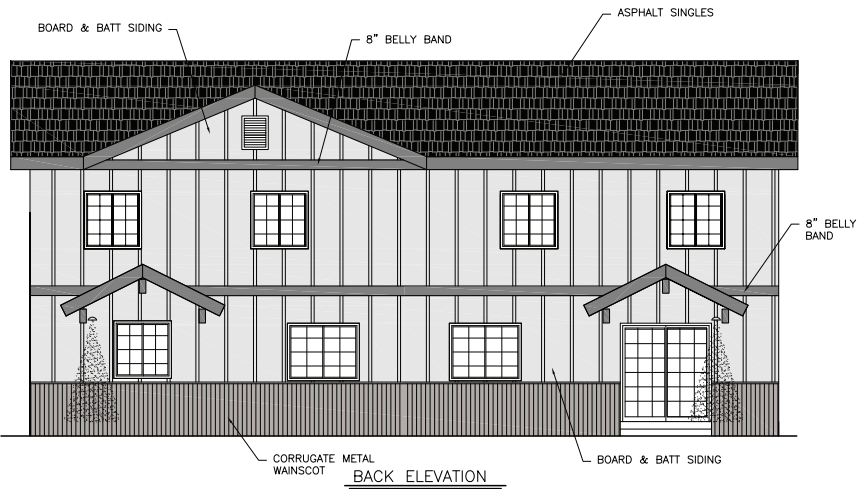 ASPHALT SINGLES
BOARD & BATT SIDING
8" BELLY BAND
8" BELLY
BAND
CORRUGATE METAL
WAINSCOT
BOARD & BATT SIDING
BACK ELEVATION